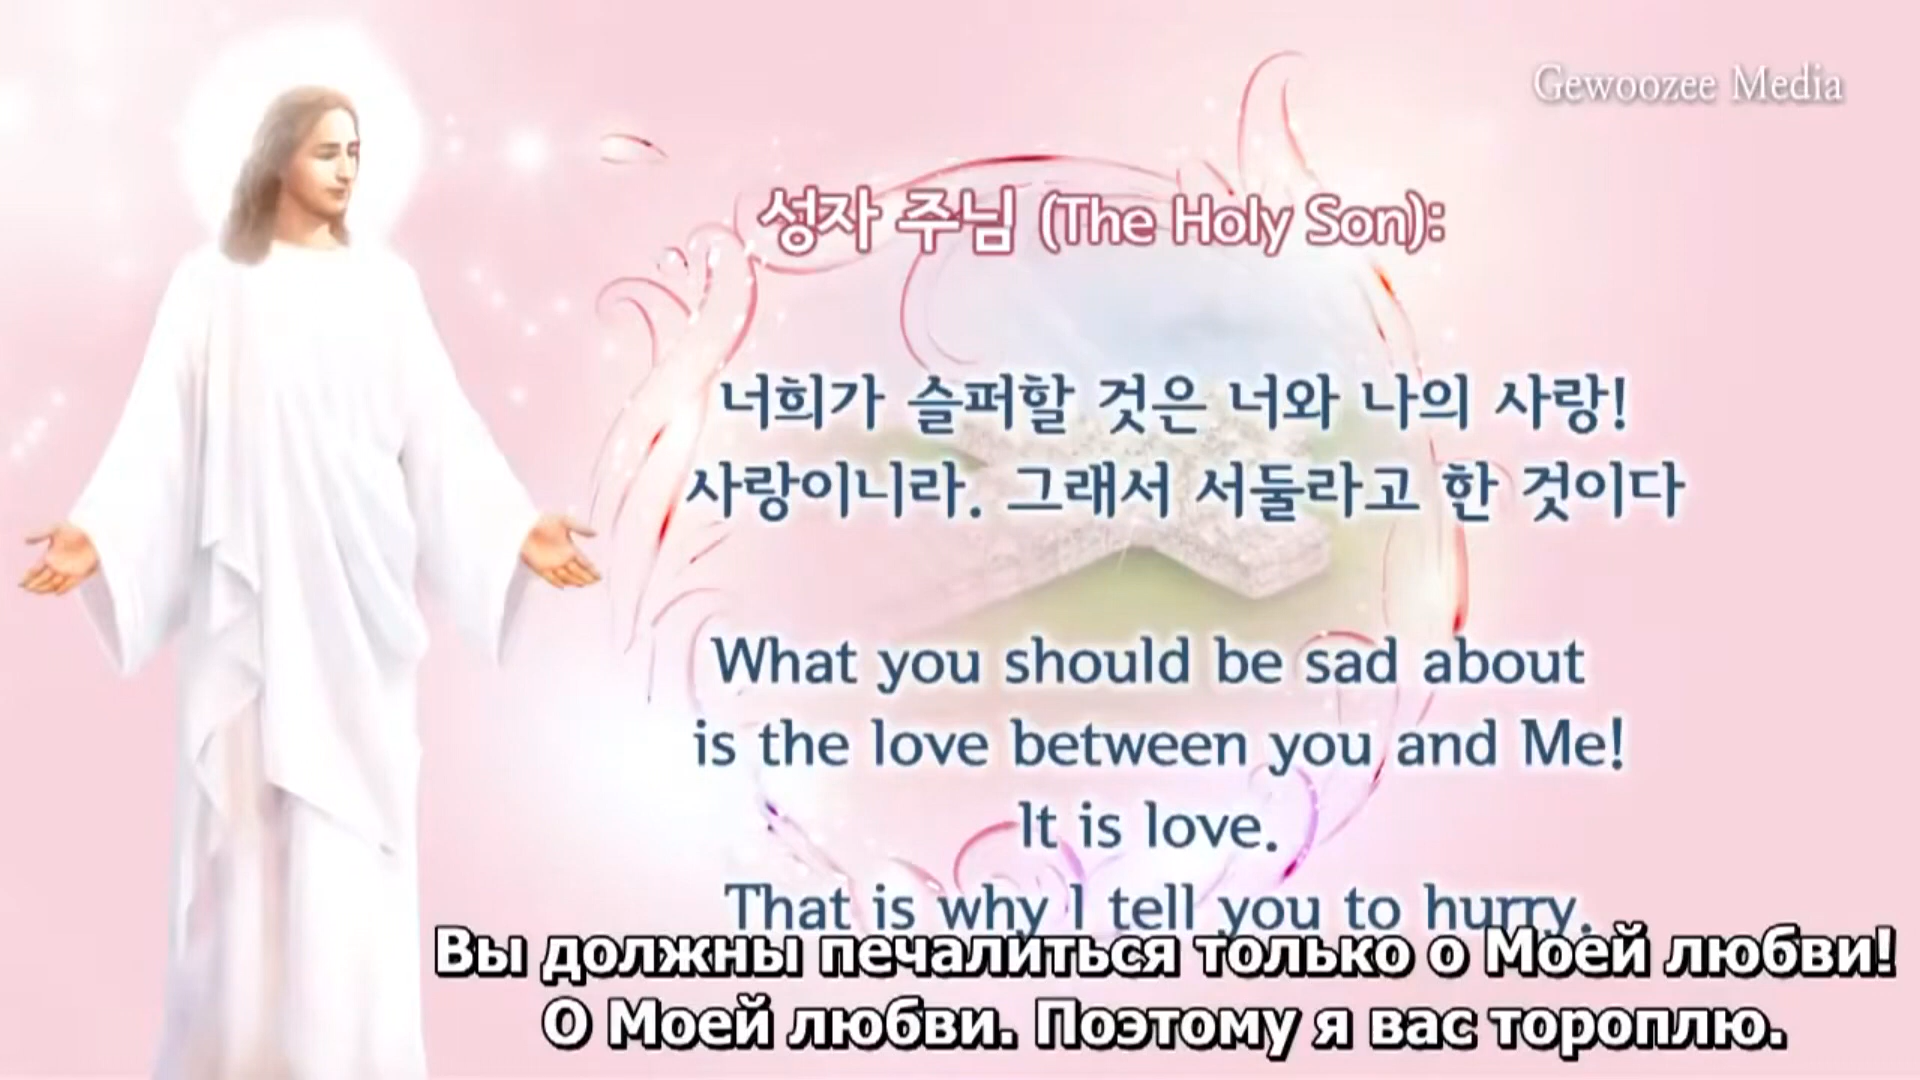 Gewoozee Media
성자 주님 (The Holy Son):
너희가 슬퍼할 것은 너와 나의 사랑!
사랑이니라. 그래서 서둘라고 한 것이다
What you should be sad about
is the love between you and Me!
It is love.
That is why I tell you to hurry.
Вы должны печалиться только о Моей любви!
О Моей любви. Поэтому я вас тороплю.